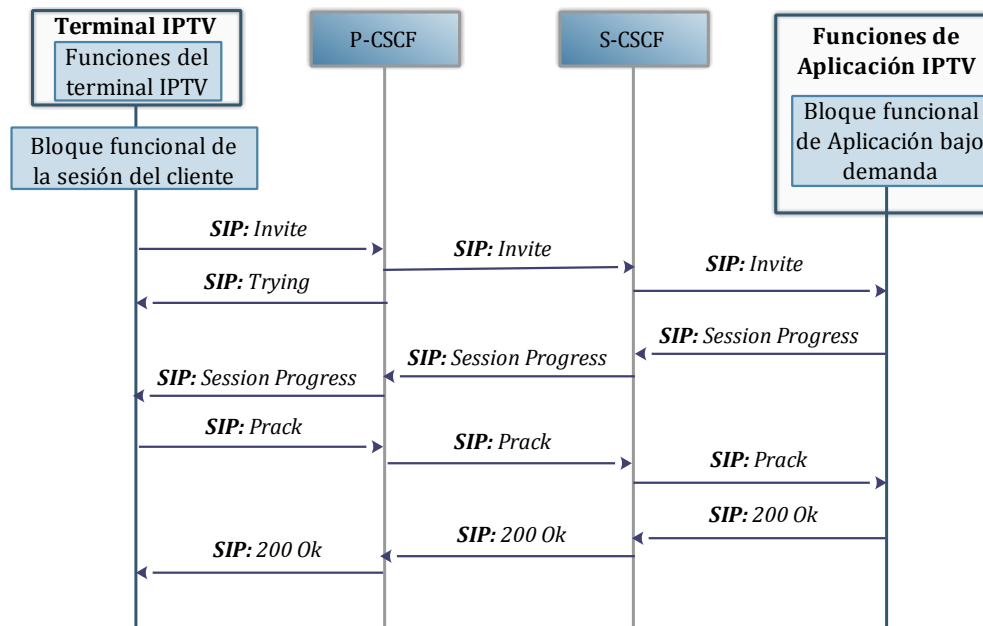 Terminal IPTV
Funciones del
terminal IPTV
P-CSCF
S-CSCF
Funciones de
Aplicación IPTV
Bloque funcional
de Aplicación bajo
demanda
Bloque funcional de
la sesión del cliente
SIP: Invite
SIP: Invite
SIP: Invite
SIP: Trying
SIP: Session Progress
SIP: Session Progress
SIP: Session Progress
SIP: Prack
SIP: Prack
SIP: Prack
SIP: 200 Ok
SIP: 200 Ok
SIP: 200 Ok